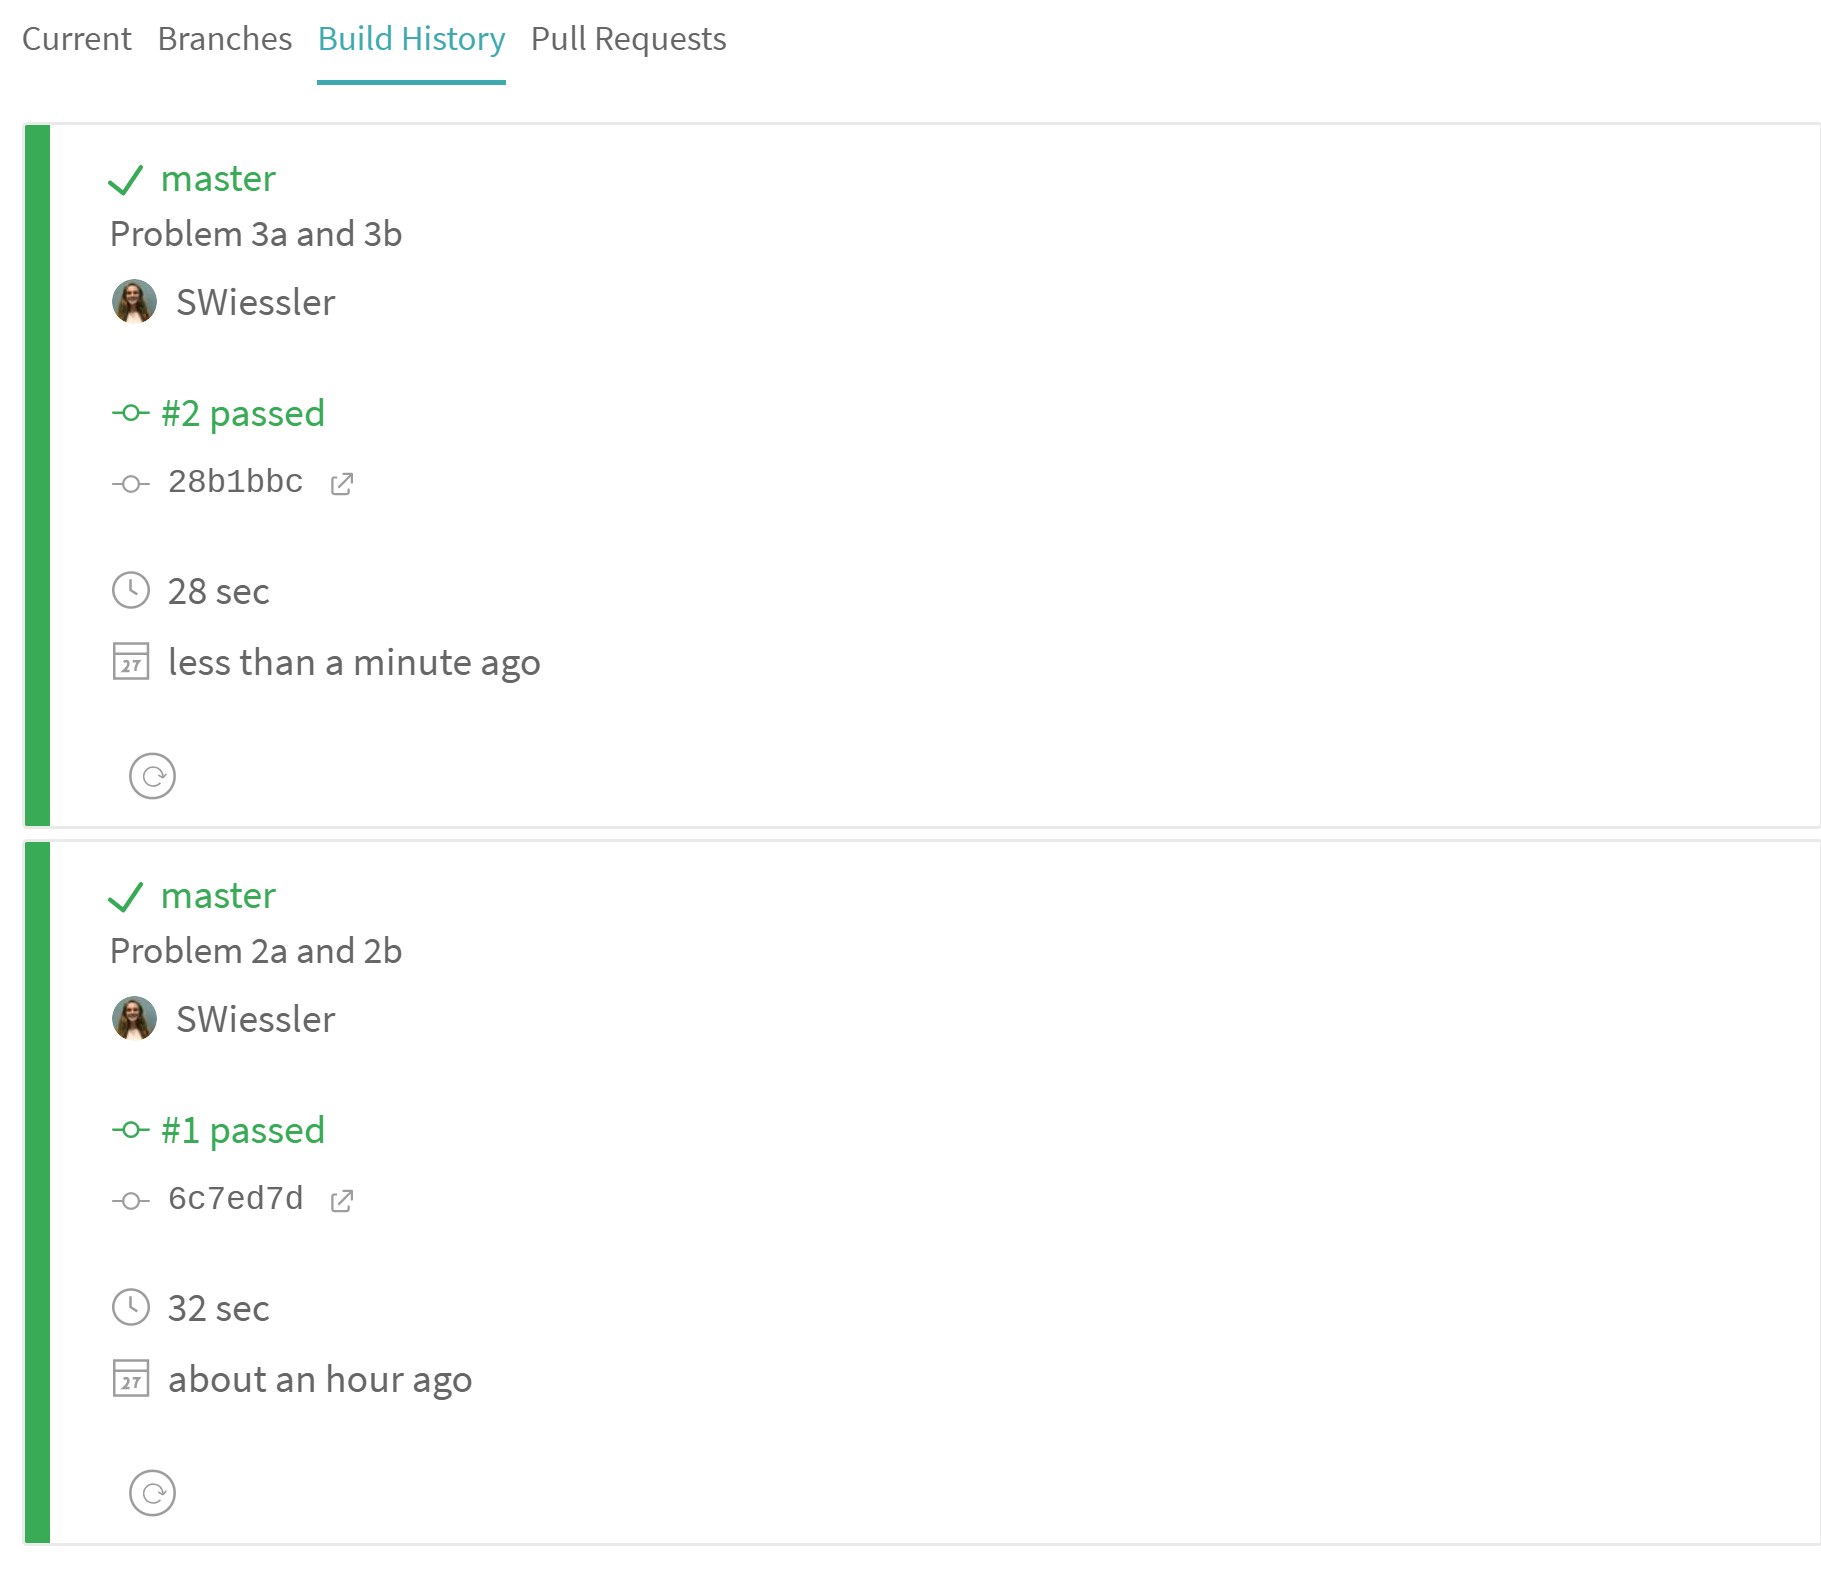 Current Branches Build History Pull Requests
master
Problem 3a and 3b
SWiessler
#2 passed
28b1bbc
28 sec
27 less than a minute ago
master
Problem 2a and 2b
SWiessler
#1 passed
6c7ed7d
32 sec
27 about an hour ago